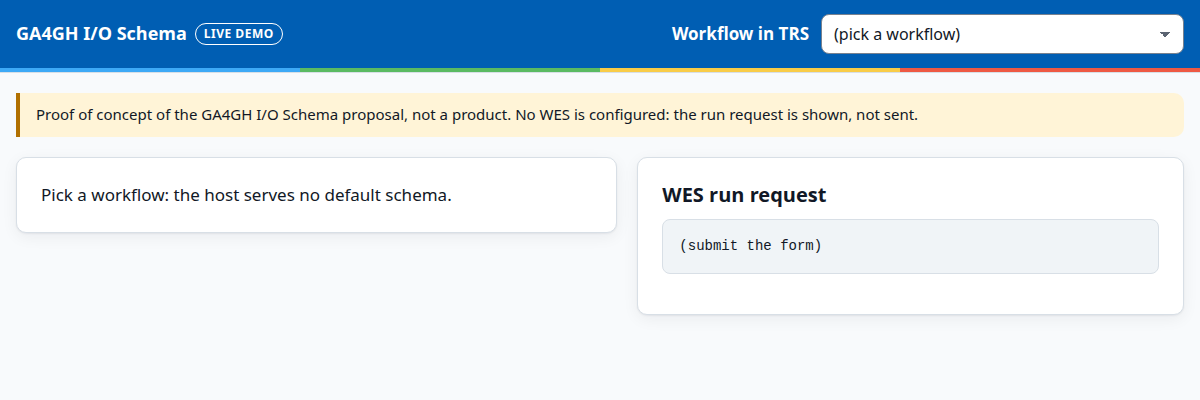 GA4GH I/O Schema LIVE DEMO
Workflow in TRS (pick a workflow)
Proof of concept of the GA4GH I/O Schema proposal, not a product. No WES is configured: the run request is shown, not sent.
Pick a workflow: the host serves no default schema.
WES run request
(submit the form)